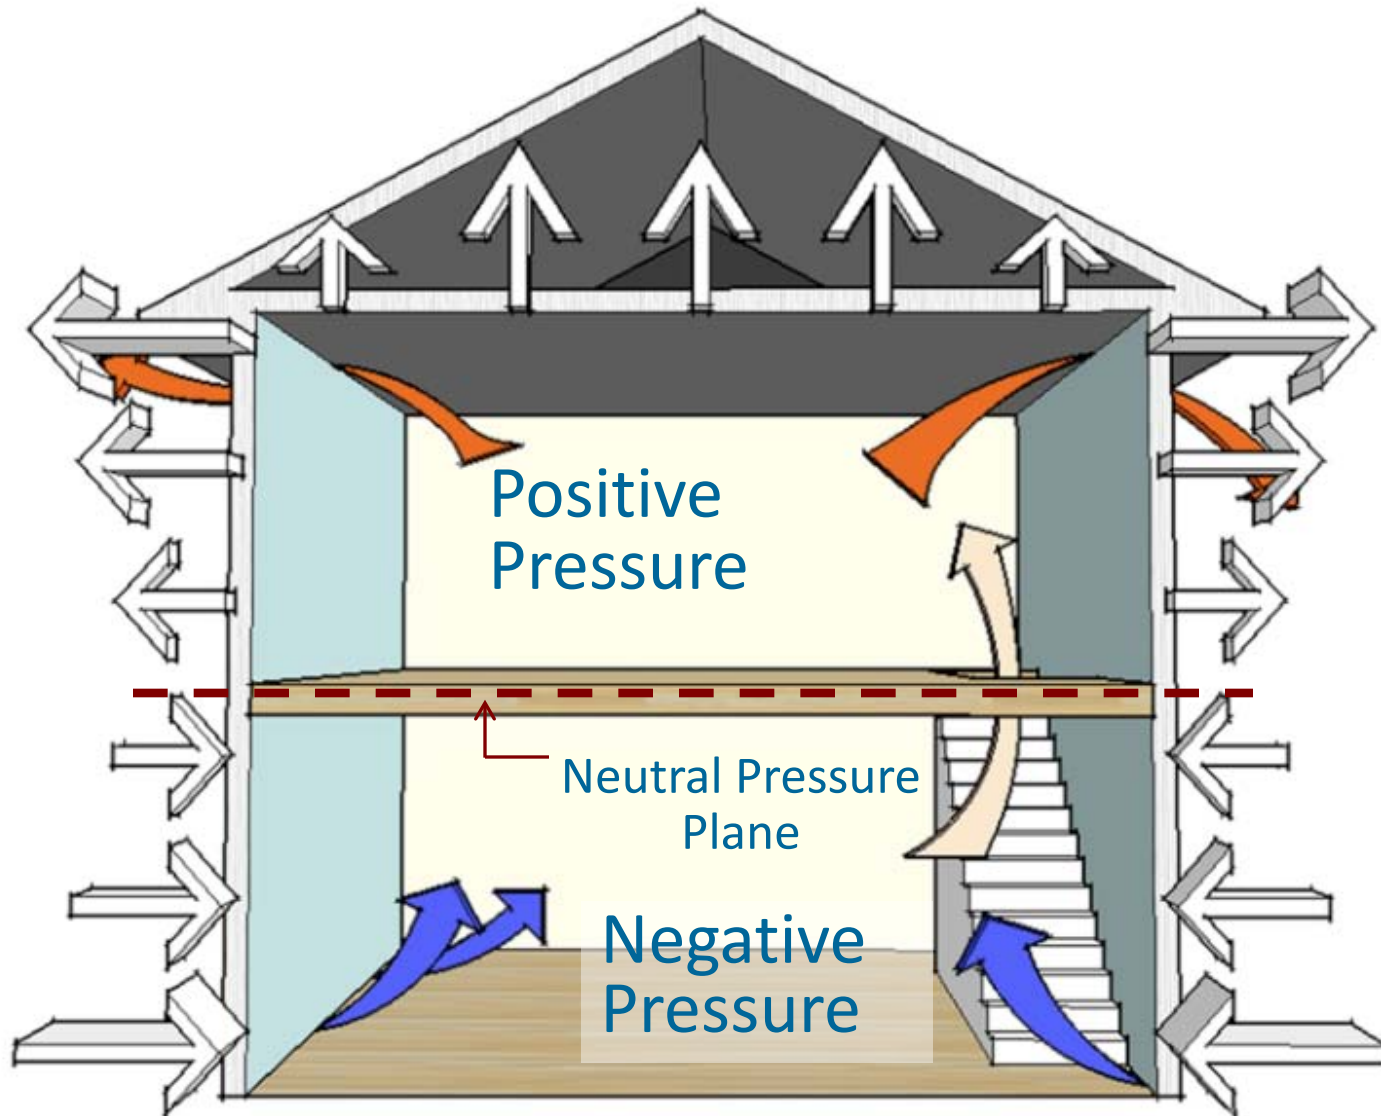 Positive
Pressure
Neutral Pressure
Plane
Negative
Pressure